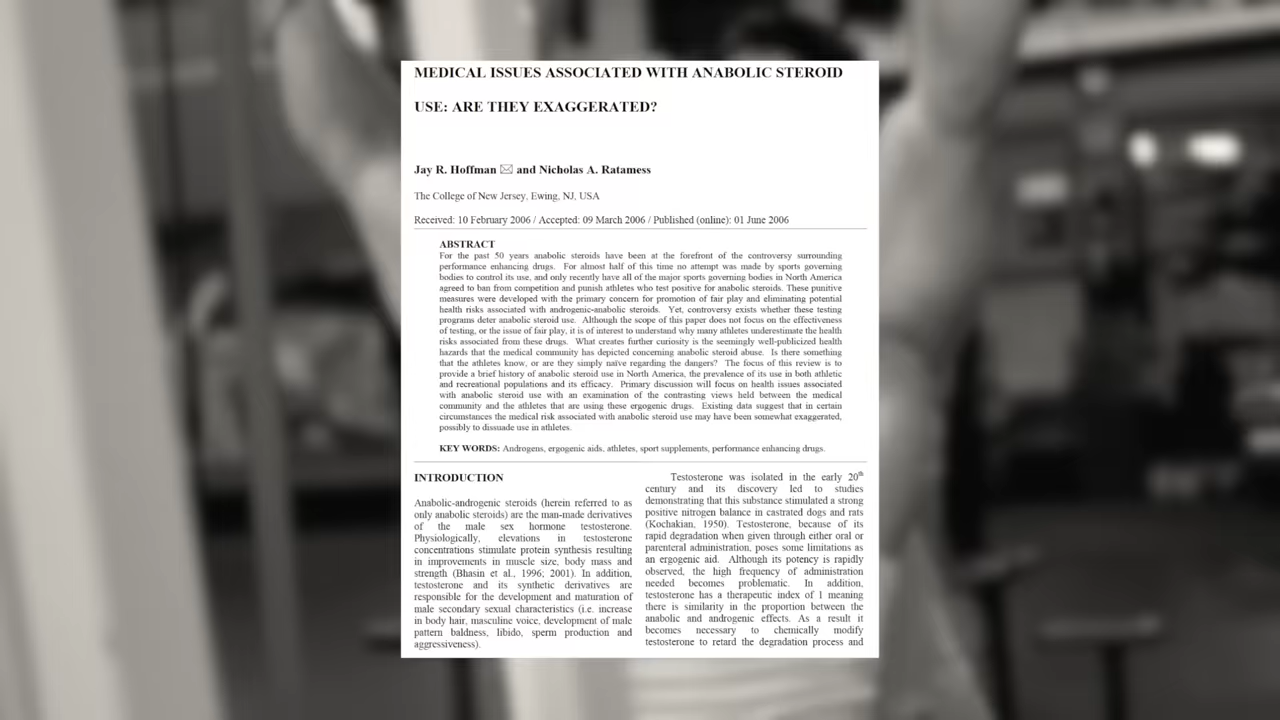 MEDICAL ISSUES ASSOCIATED WITH ANABOLIC STEROID
USE: ARE THEY EXAGGERATED?
Jay R. Hoffman ✉ and Nicholas A. Ratamess
The College of New Jersey, Ewing, NJ, USA
Received: 10 February 2006 / Accepted: 09 March 2006 / Published (online): 01 June 2006
ABSTRACT
For the past 50 years anabolic steroids have been at the forefront of the controversy surrounding
performance enhancing drugs. For almost half of this time no attempt was made by sports governing
bodies to control its use, and only recently have all of the major sports governing bodies in North America
agreed to ban from competition and punish athletes who test positive for anabolic steroids. These punitive
measures were developed with the primary concern for promotion of fair play and eliminating potential
health risks associated with androgenic-anabolic steroids. Yet, controversy exists whether these testing
programs deter anabolic steroid use. Although the scope of this paper does not focus on the effectiveness
of testing, or the issue of fair play, it is of interest to understand why many athletes underestimate the health
risks associated from these drugs. What creates further curiosity is the seemingly well-publicized health
hazards that the medical community has depicted concerning anabolic steroid abuse. Is there something
that the athletes know, or are they simply naïve regarding the dangers? The focus of this review is to
provide a brief history of anabolic steroid use in North America, the prevalence of its use in both athletic
and recreational populations and its efficacy. Primary discussion will focus on health issues associated
with anabolic steroid use with an examination of the contrasting views held between the medical
community and the athletes that are using these ergogenic drugs. Existing data suggest that in certain
circumstances the medical risk associated with anabolic steroid use may have been somewhat exaggerated,
possibly to dissuade use in athletes.
KEY WORDS: Androgens, ergogenic aids, athletes, sport supplements, performance enhancing drugs.
INTRODUCTION
Anabolic-androgenic steroids (herein referred to as
only anabolic steroids) are the man-made derivatives
of the male sex hormone testosterone.
Physiologically, elevations in testosterone
concentrations stimulate protein synthesis resulting
in improvements in muscle size, body mass and
strength (Bhasin et al., 1996; 2001). In addition,
testosterone and its synthetic derivatives are
responsible for the development and maturation of
male secondary sexual characteristics (i.e. increase
in body hair, masculine voice, development of male
pattern baldness, libido, sperm production and
aggressiveness).
Testosterone was isolated in the early 20th
century and its discovery led to studies
demonstrating that this substance stimulated a strong
positive nitrogen balance in castrated dogs and rats
(Kochakian, 1950). Testosterone, because of its
rapid degradation when given through either oral or
parenteral administration, poses some limitations as
an ergogenic aid. Although its potency is rapidly
observed, the high frequency of administration
needed becomes problematic. In addition,
testosterone has a therapeutic index of 1 meaning
there is similarity in the proportion between the
anabolic and androgenic effects. As a result it
becomes necessary to chemically modify
testosterone to retard the degradation process and